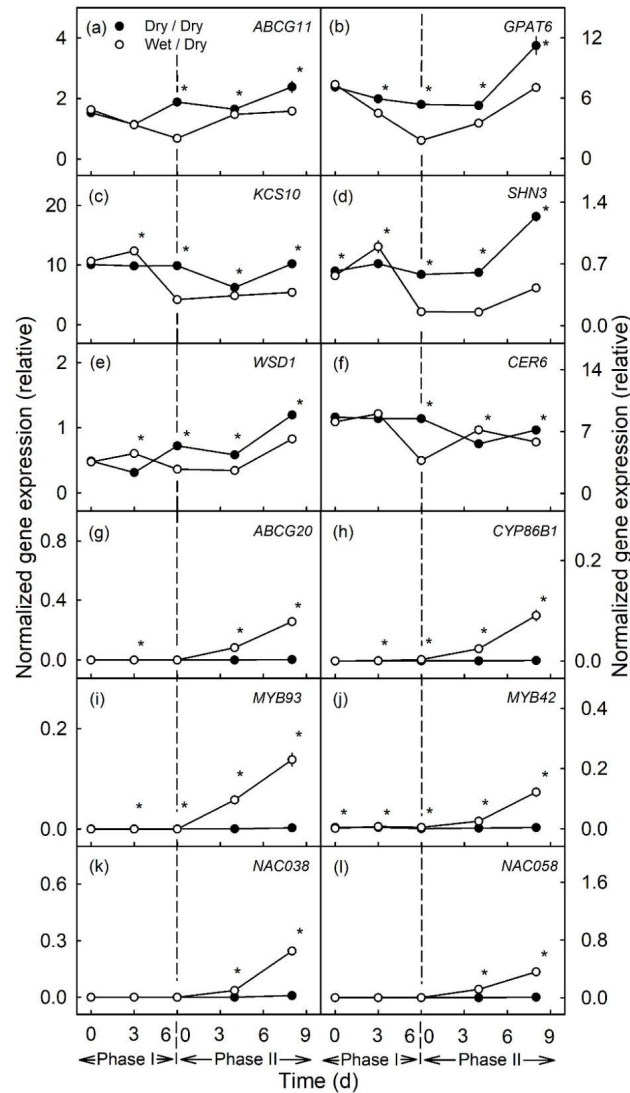 (a) ● Dry / Dry ABCG11
○ Wet / Dry
4
2
0
* * *
(b) GPAT6
12
6
0
* * * *
(c) KCS10
20
10
0
* * * *
(d) SHN3
1.4
0.7
0.0
* * * * *
(e) WSD1
2
1
0
* * * *
(f) CER6
14
7
0
* * *
(g) ABCG20
0.8
0.4
0.0
* * *
(h) CYP86B1
0.2
0.0
* * * *
(i) MYB93
0.2
0.0
* * * *
(j) MYB42
0.4
0.2
0.0
* * * * *
(k) NAC038
0.6
0.3
0.0
* *
(l) NAC058
1.6
0.8
0.0
* *
Normalized gene expression (relative)
Normalized gene expression (relative)
0 3 6 0 3 6 9 0 3 6 0 3 6 9
Phase I Phase II Phase I Phase II
Time (d)